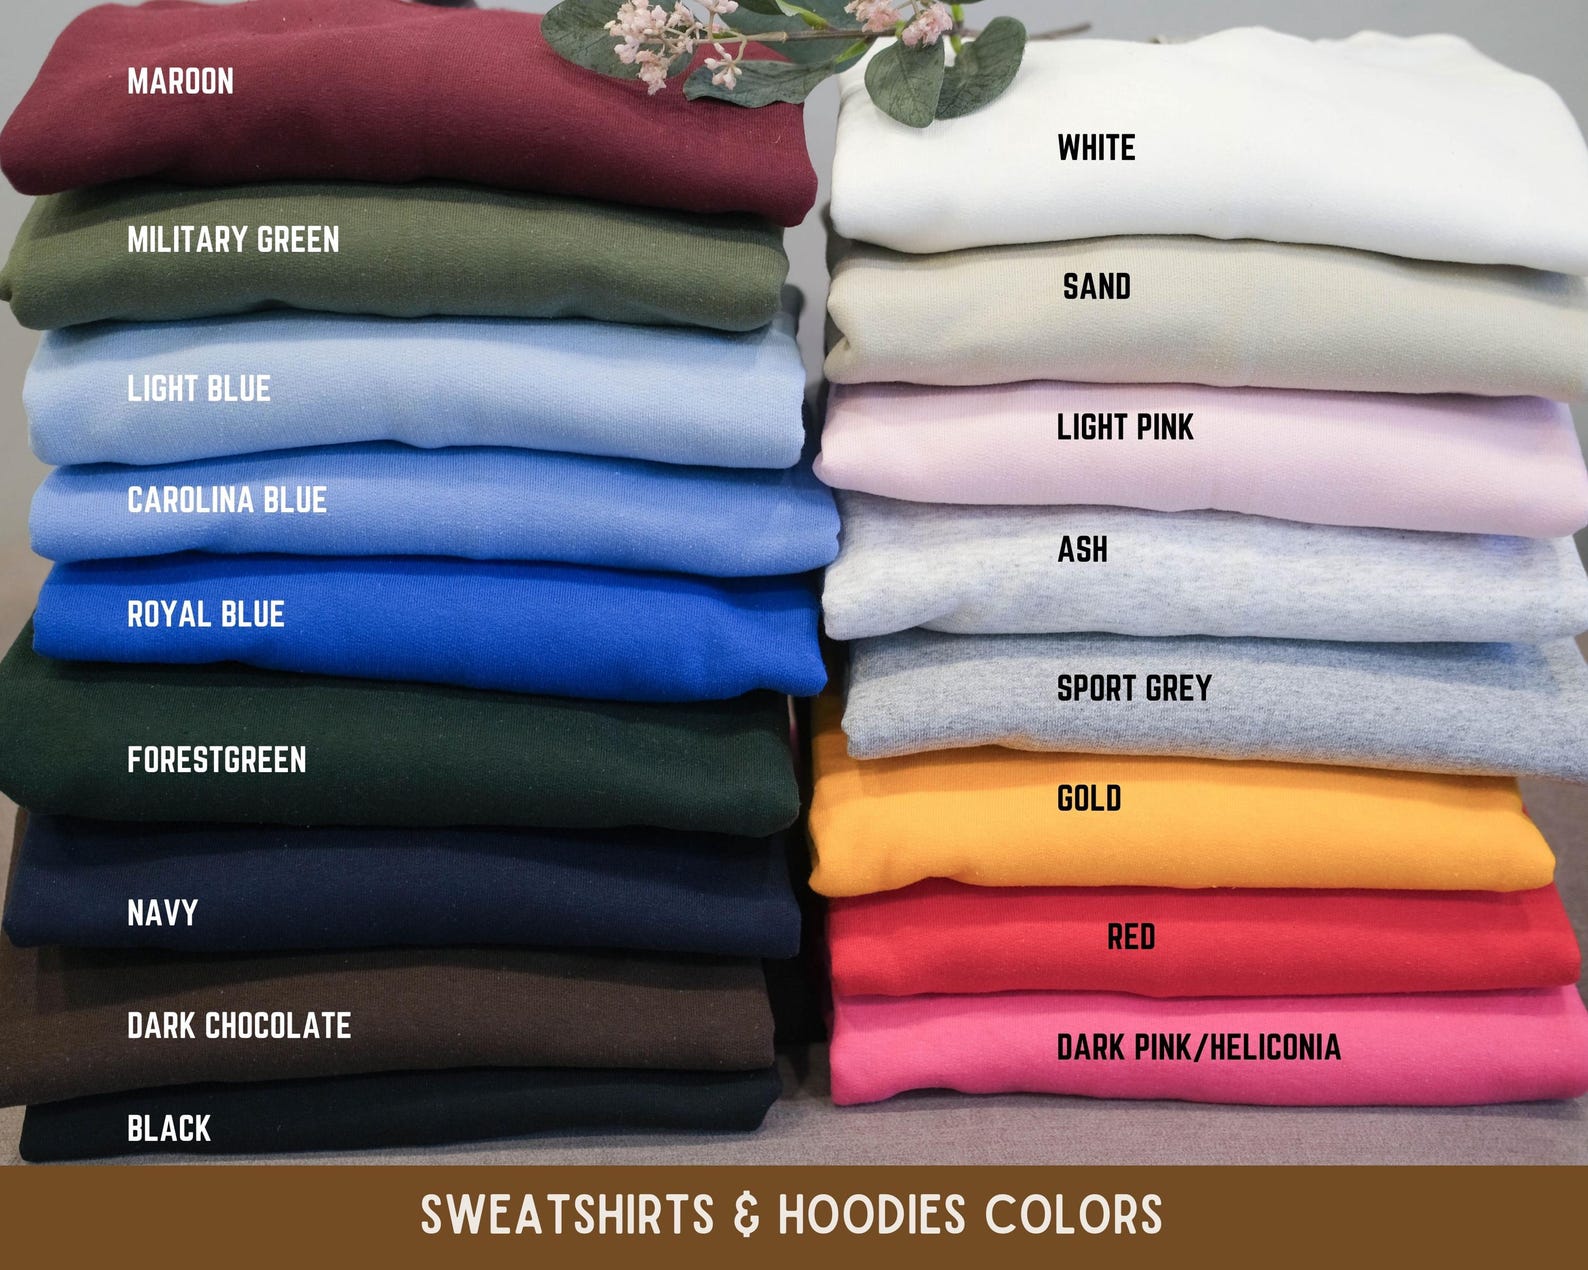 MAROON
MILITARY GREEN
LIGHT BLUE
CAROLINA BLUE
ROYAL BLUE
FORESTGREEN
NAVY
DARK CHOCOLATE
BLACK
WHITE
SAND
LIGHT PINK
ASH
SPORT GREY
GOLD
RED
DARK PINK/HELICONIA
SWEATSHIRTS & HOODIES COLORS